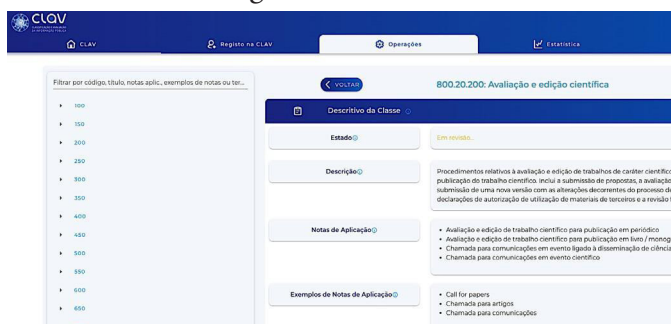 CLAV
CLAV
Registo na CLAV
Operações
Estatística
Filtrar por código, título, notas aplic., exemplos de notas ou ter...
100
150
200
250
300
350
400
450
500
550
600
650
VOLTAR
800.20.200: Avaliação e edição científica
Descritivo da Classe
Estado
Em revisão..
Descrição
Procedimentos relativos à avaliação e edição de trabalhos de caráter científico
publicação do trabalho científico. Inclui a submissão de propostas, a avaliação
submissão de uma nova versão com as alterações decorrentes do processo de
declarações de autorização de utilização de materiais de terceiros e a revisão
Notas de Aplicação
• Avaliação e edição de trabalho científico para publicação em periódico
• Avaliação e edição de trabalho científico para publicação em livro / monog
• Chamada para comunicações em evento ligado à disseminação de ciência
• Chamada para comunicações em evento científico
Exemplos de Notas de Aplicação
• Call for papers
• Chamada para artigos
• Chamada para comunicações